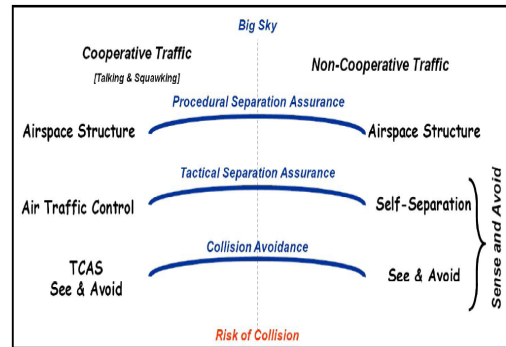 Big Sky
Cooperative Traffic
[Talking & Squawking]
Non-Cooperative Traffic
Procedural Separation Assurance
Airspace Structure
Airspace Structure
Tactical Separation Assurance
Air Traffic Control
Self-Separation
Collision Avoidance
TCAS
See & Avoid
See & Avoid
Sense and Avoid
Risk of Collision